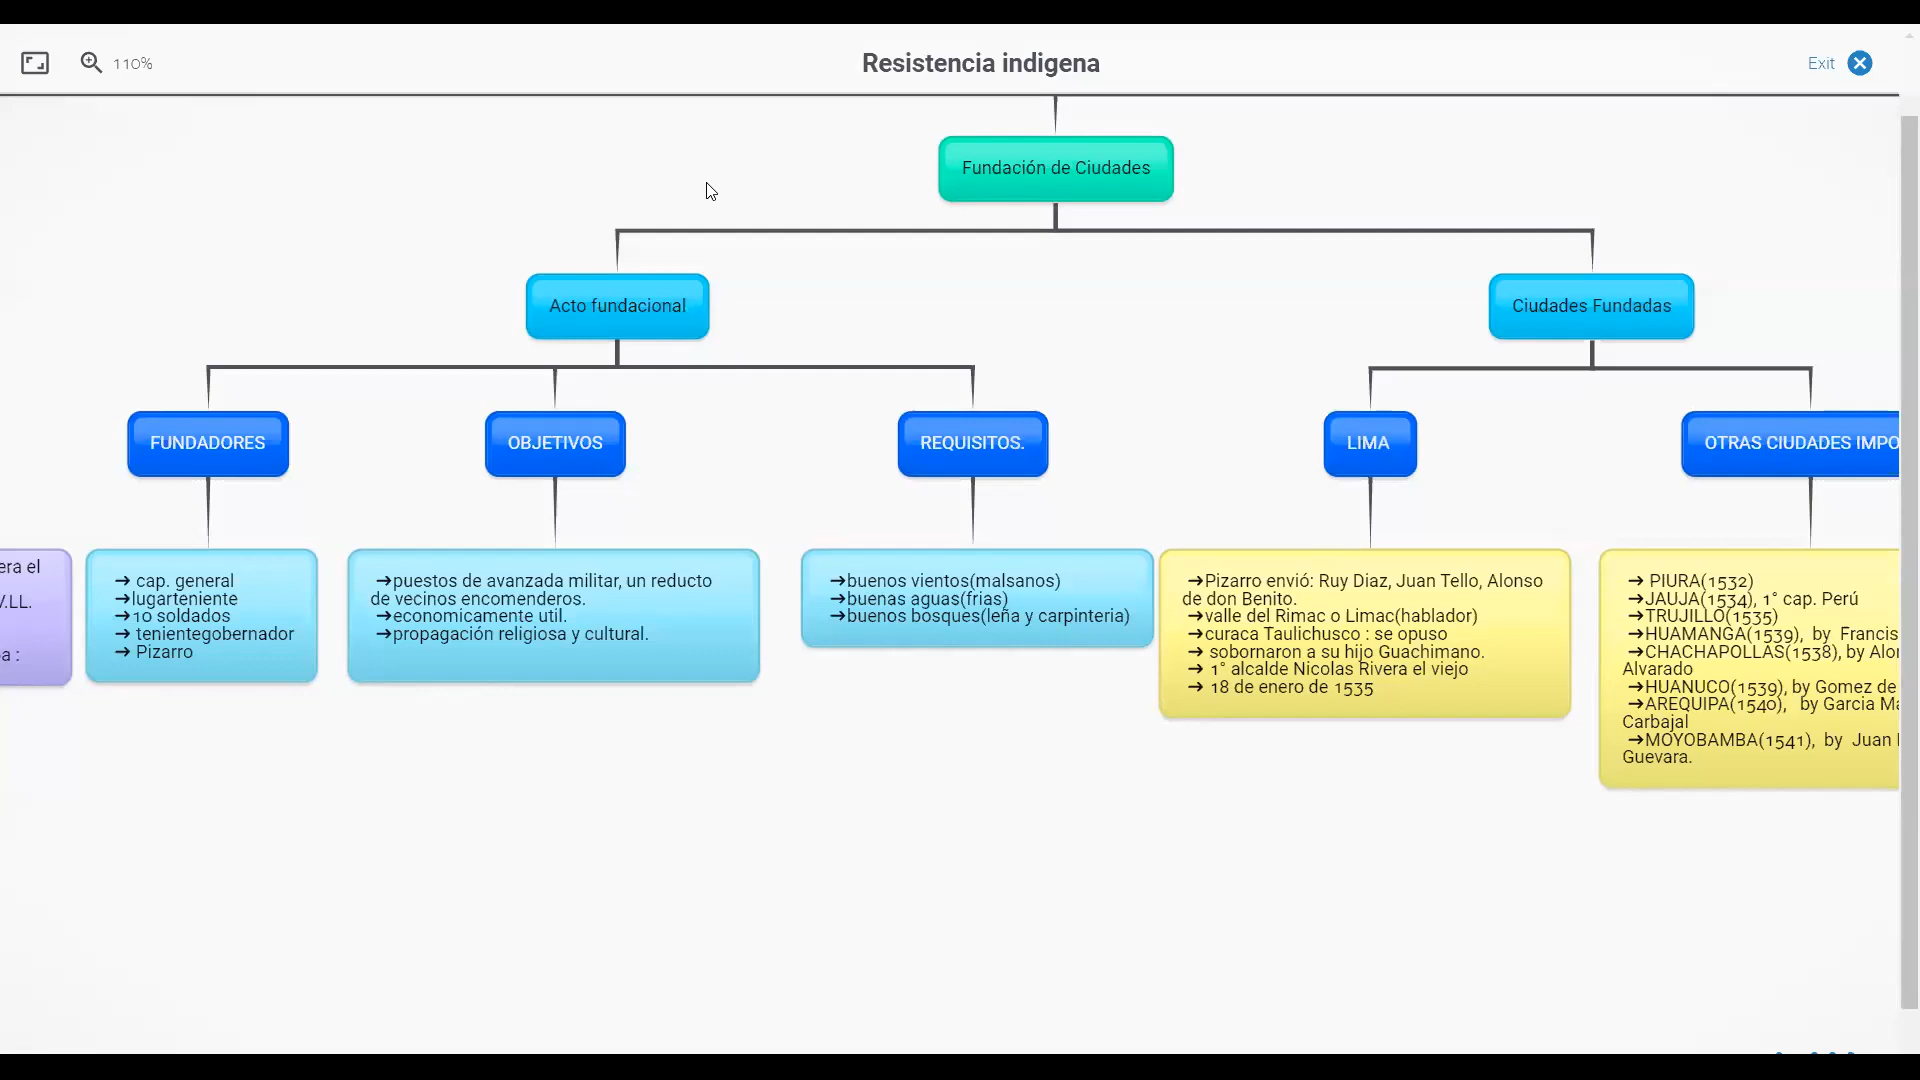 110%
Resistencia indigena
Exit
Fundación de Ciudades
Acto fundacional
Ciudades Fundadas
FUNDADORES
OBJETIVOS
REQUISITOS.
LIMA
OTRAS CIUDADES IMPO
era el
V.LL.
a :
→ cap. general
→lugarteniente
→10 soldados
→ tenientegobernador
→ Pizarro
→puestos de avanzada militar, un reducto
de vecinos encomenderos.
→economicamente util.
→propagación religiosa y cultural.
→buenos vientos(malsanos)
→buenas aguas(frias)
→buenos bosques(leña y carpinteria)
→Pizarro envió: Ruy Diaz, Juan Tello, Alonso
de don Benito.
→valle del Rimac o Limac(hablador)
→curaca Taulichusco : se opuso
→ sobornaron a su hijo Guachimano.
→ 1° alcalde Nicolas Rivera el viejo
→ 18 de enero de 1535
→ PIURA(1532)
→JAUJA(1534), 1° cap. Perú
→TRUJILLO(1535)
→HUAMANGA(1539), by Francis
→CHACHAPOLLAS(1538), by Alo
Alvarado
→HUANUCO(1539), by Gomez de
→AREQUIPA(1540), by Garcia Ma
Carbajal
→MOYOBAMBA(1541), by Juan
Guevara.